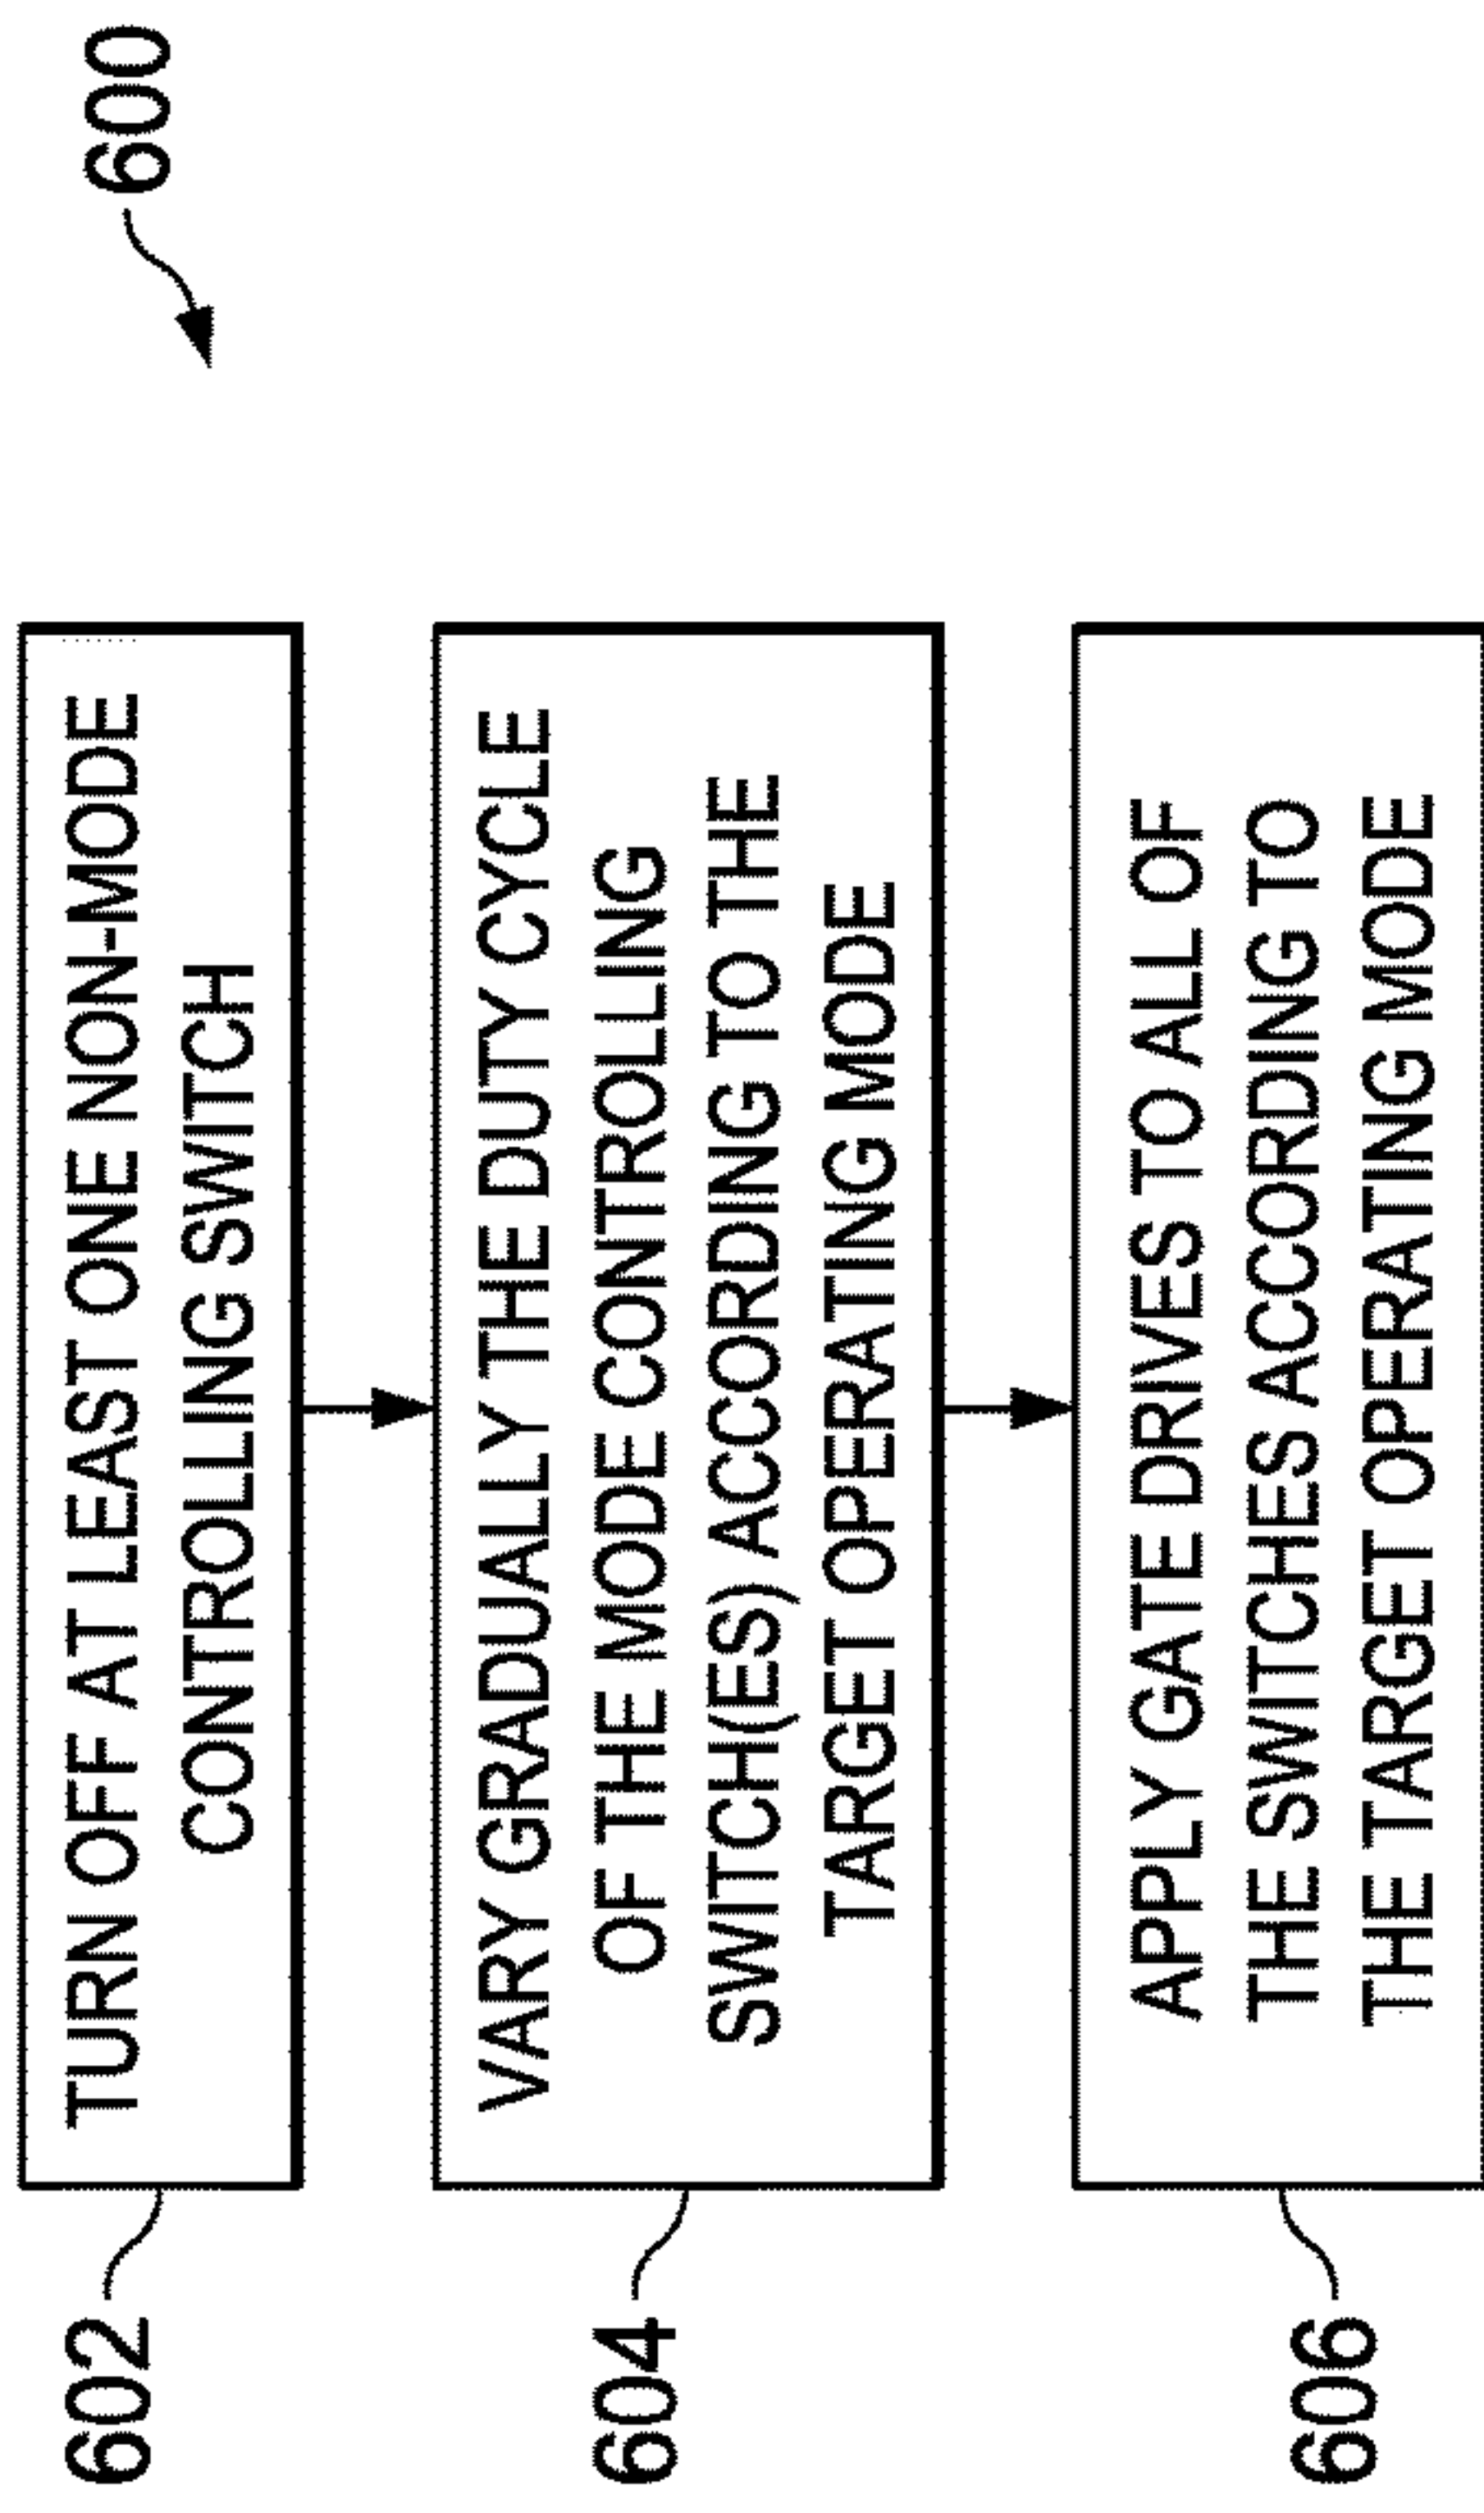 600
602
TURN OFF AT LEAST ONE NON-MODE
CONTROLLING SWITCH
604
VARY GRADUALLY THE DUTY CYCLE
OF THE MODE CONTROLLING
SWITCH(ES) ACCORDING TO THE
TARGET OPERATING MODE
606
APPLY GATE DRIVES TO ALL OF
THE SWITCHES ACCORDING TO
THE TARGET OPERATING MODE